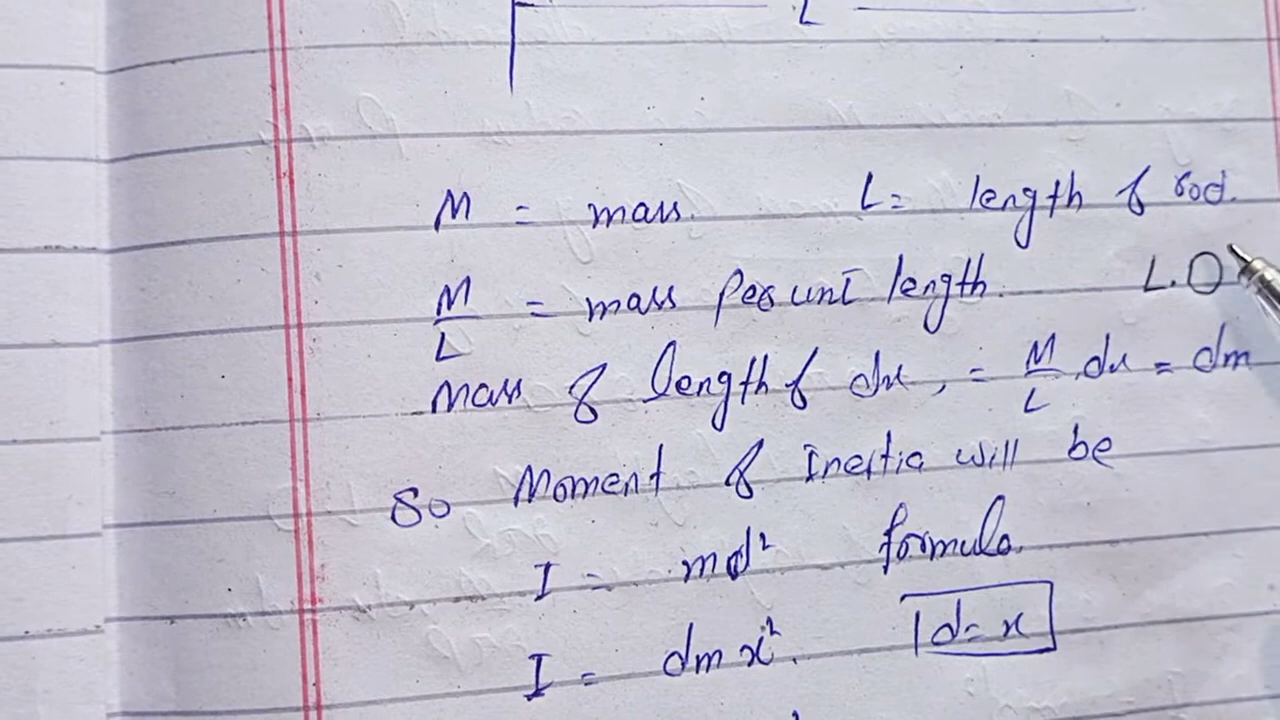 L
M = mass. L = length of rod.
M/L = mass per unit length. L.D
mass of length of dx, = M/L .dx = dm
So Moment of Inertia will be
I = md² formula.
I = dm x². d = x